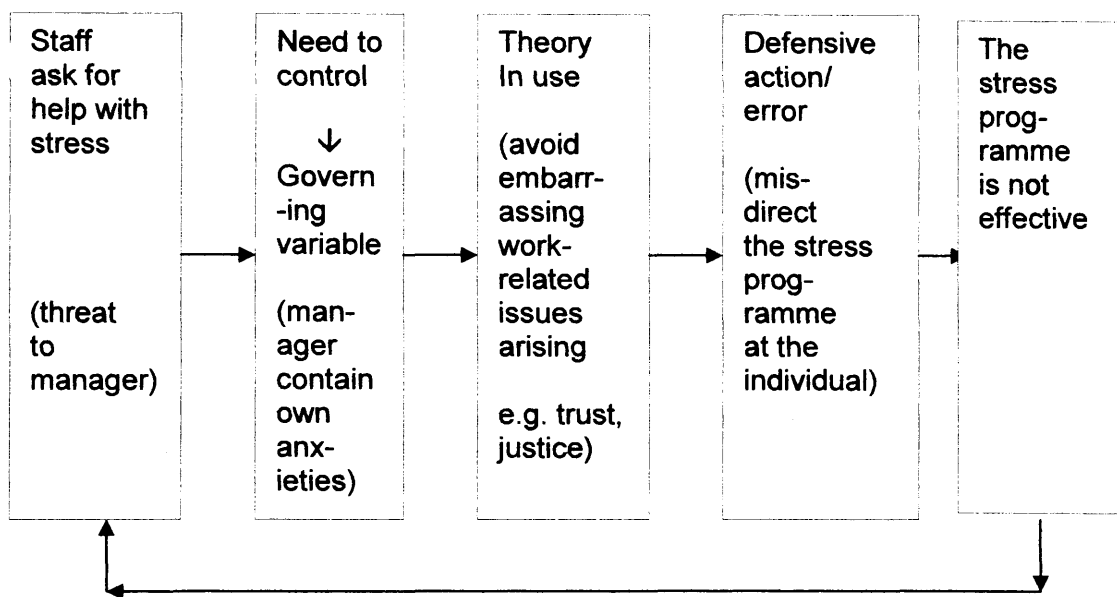 Staff
ask for
help with
stress
(threat
to
manager)
Need to
control
↓
Govern
-ing
variable
(man-
ager
contain
own
anx-
ieties)
Theory
In use
(avoid
embarr-
assing
work-
related
issues
arising
e.g. trust,
justice)
Defensive
action/
error
(mis-
direct
the stress
prog-
ramme
at the
individual)
The
stress
prog-
ramme
is not
effective